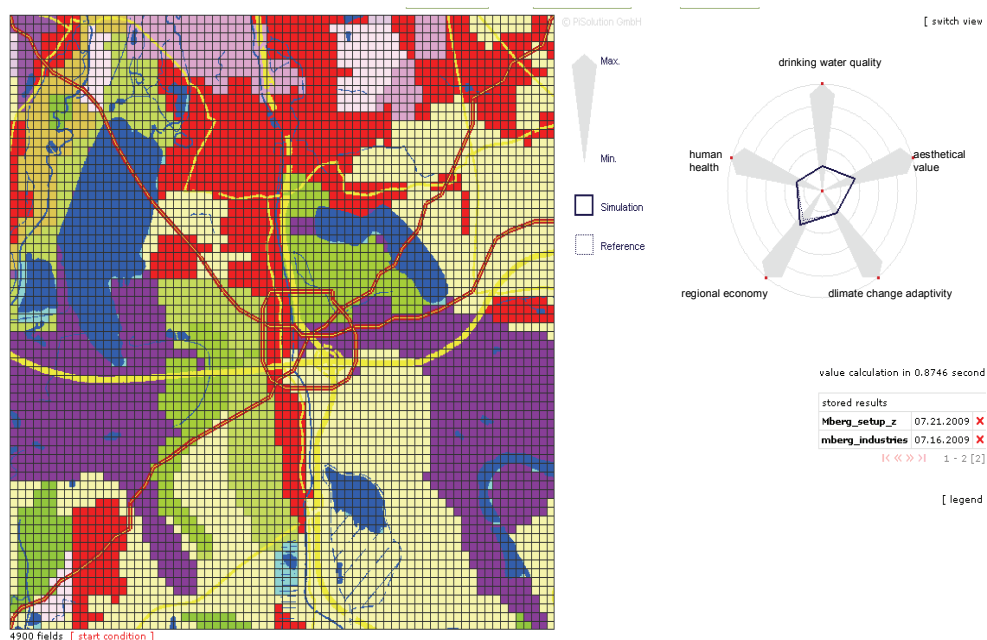 © PiSolution GmbH
[ switch view
Max.
Min.
Simulation
Reference
drinking water quality
human
health
aesthetical
value
regional economy
dlimate change adaptivity
value calculation in 0.8746 second
stored results
Mberg_setup_z 07.21.2009 X
mberg_industries 07.16.2009 X
1 - 2 [2]
[ legend
4900 fields [ start condition ]